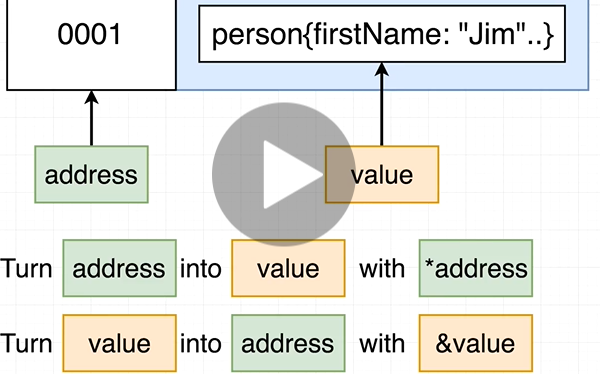 0001 person{firstName: "Jim"..}
address value
Turn address into value with *address
Turn value into address with &value